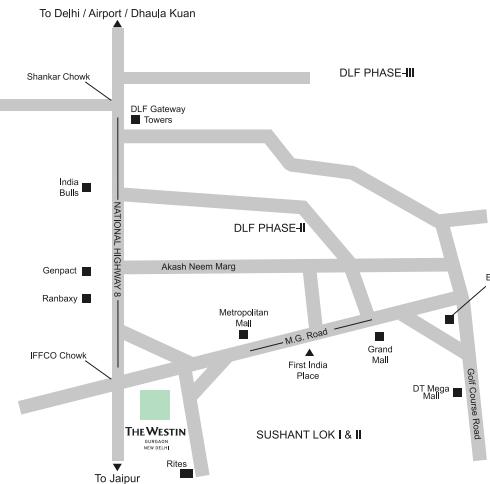 To Delhi / Airport / Dhaula Kuan
Shankar Chowk
DLF PHASE-III
DLF Gateway
Towers
India
Bulls
NATIONAL HIGHWAY 8
DLF PHASE-II
Akash Neem Marg
Genpact
Ranbaxy
Metropolitan
Mall
M.G. Road
IFFCO Chowk
First India
Place
Grand
Mall
DT Mega
Mall
Golf Course Road
THE WESTIN
GURGAON
NEW DELHI
SUSHANT LOK I & II
Rites
To Jaipur